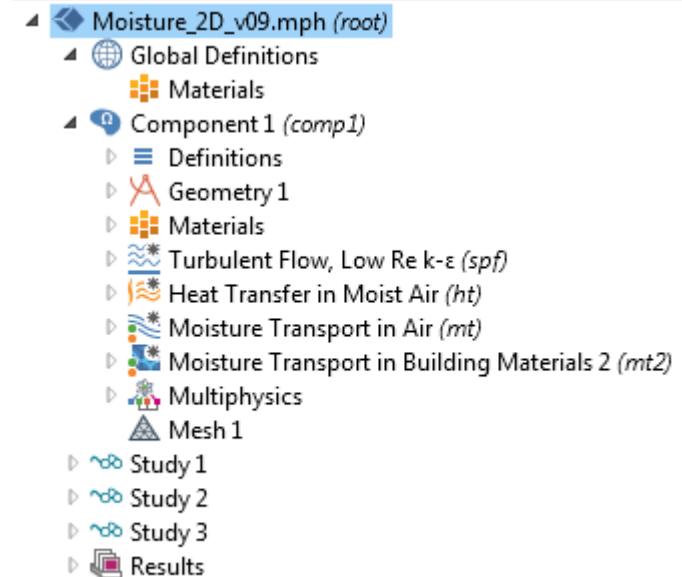 Moisture_2D_v09.mph (root)
Global Definitions
Materials
Component 1 (comp1)
Definitions
Geometry 1
Materials
Turbulent Flow, Low Re k-ε (spf)
Heat Transfer in Moist Air (ht)
Moisture Transport in Air (mt)
Moisture Transport in Building Materials 2 (mt2)
Multiphysics
Mesh 1
Study 1
Study 2
Study 3
Results